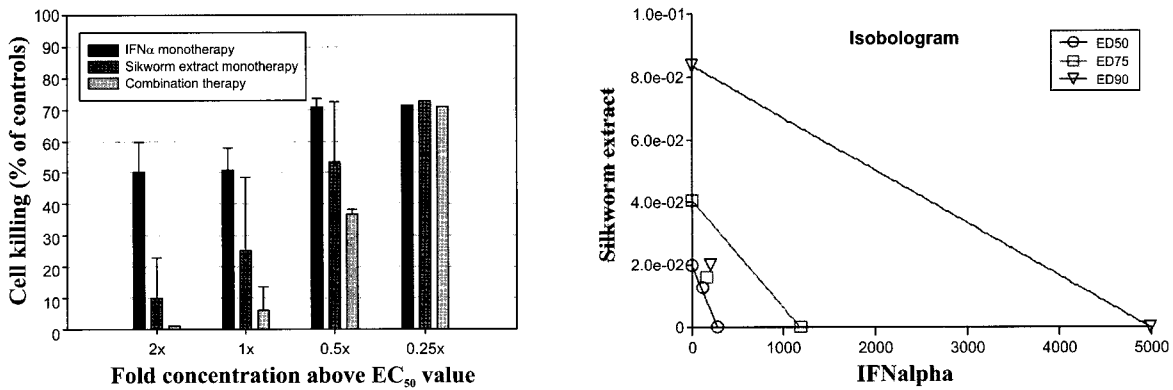 100
90
80
70
60
50
40
30
20
10
0
Cell killing (% of controls)
IFNα monotherapy
Sikworm extract monotherapy
Combination therapy
2x
1x
0.5x
0.25x
Fold concentration above EC50 value
1.0e-01
8.0e-02
6.0e-02
4.0e-02
2.0e-02
0
Silkworm extract
Isobologram
ED50
ED75
ED90
0 1000 2000 3000 4000 5000
IFNalpha